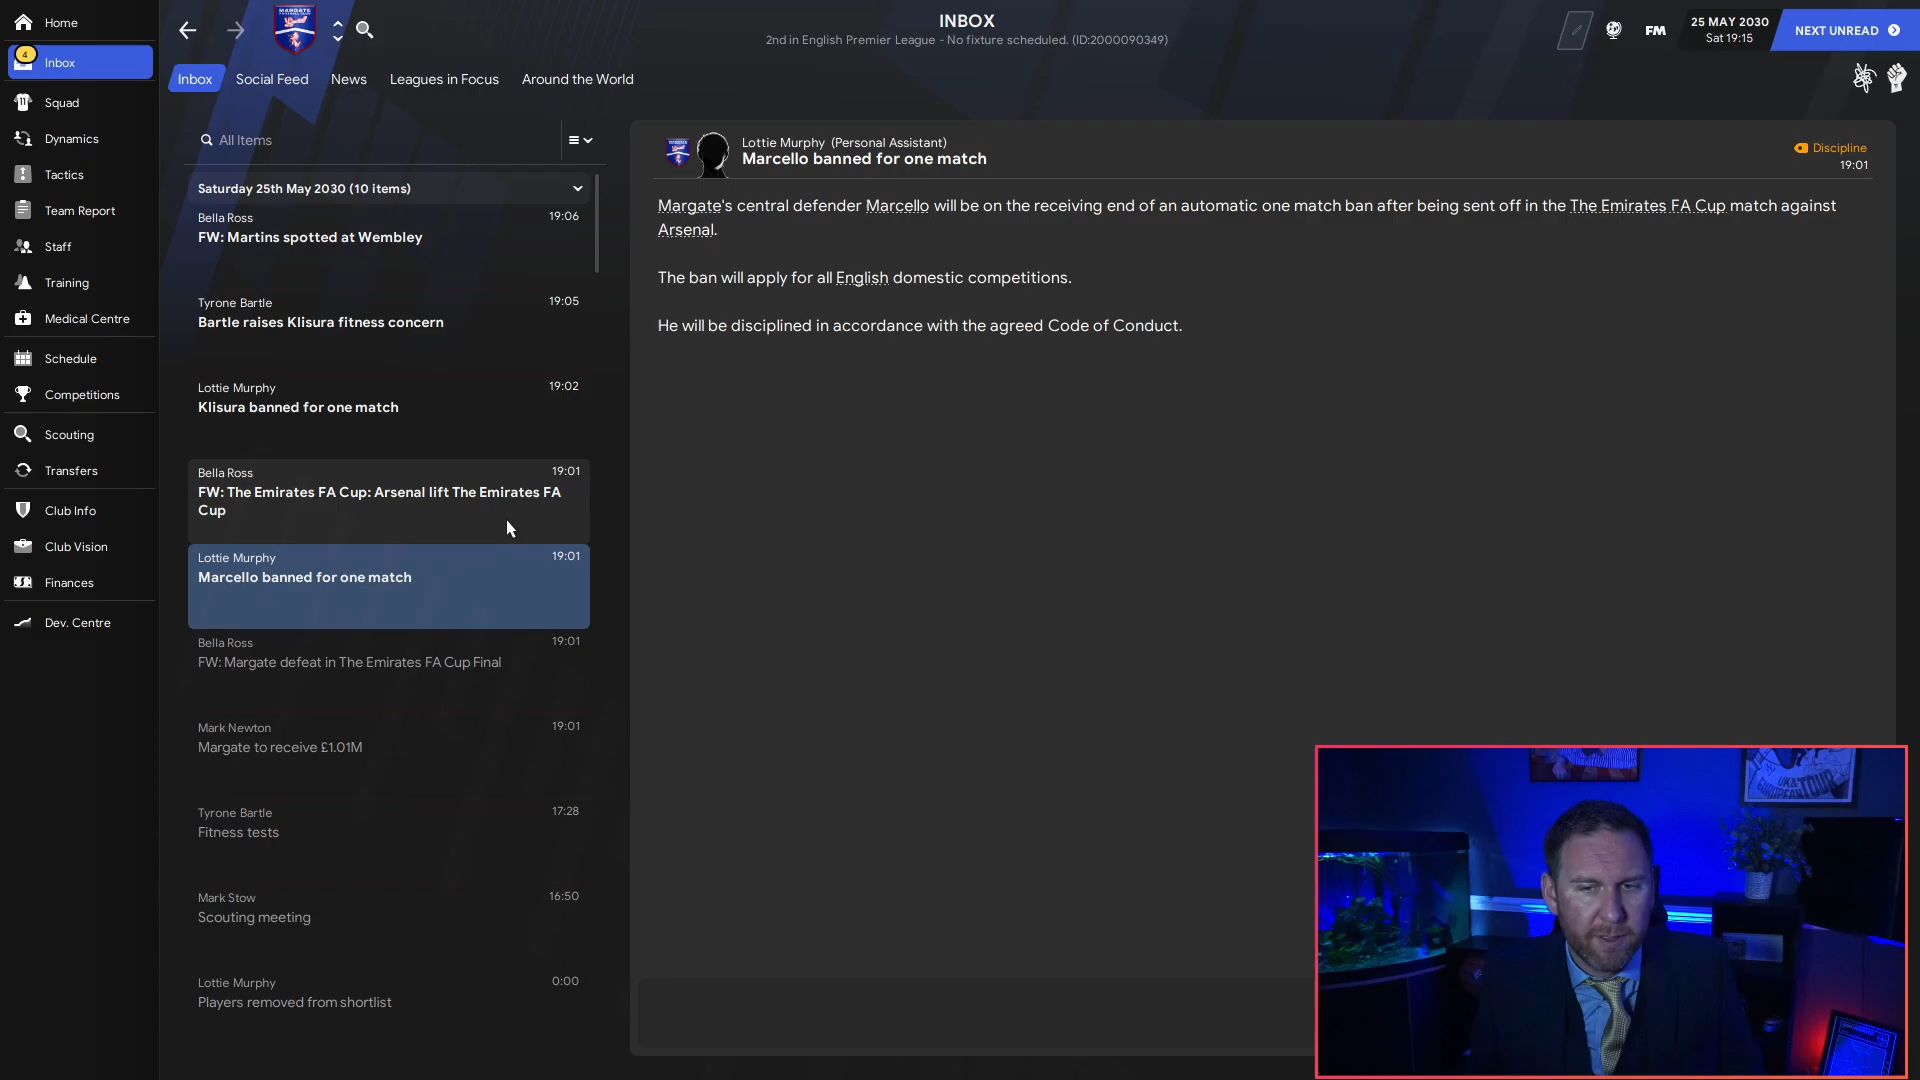 Home
4
Inbox
Squad
Dynamics
Tactics
Team Report
Staff
Training
Medical Centre
Schedule
Competitions
Scouting
Transfers
Club Info
Club Vision
Finances
Dev. Centre
MARGATE
INBOX
2nd in English Premier League - No fixture scheduled. (ID:2000090349)
FM
25 MAY 2030
Sat 19:15
NEXT UNREAD
Inbox
Social Feed
News
Leagues in Focus
Around the World
All Items
Saturday 25th May 2030 (10 items)
Bella Ross
19:06
FW: Martins spotted at Wembley
Tyrone Bartle
19:05
Bartle raises Klisura fitness concern
Lottie Murphy
19:02
Klisura banned for one match
Bella Ross
19:01
FW: The Emirates FA Cup: Arsenal lift The Emirates FA
Cup
Lottie Murphy
19:01
Marcello banned for one match
Bella Ross
19:01
FW: Margate defeat in The Emirates FA Cup Final
Mark Newton
19:01
Margate to receive £1.01M
Tyrone Bartle
17:28
Fitness tests
Mark Stow
16:50
Scouting meeting
Lottie Murphy
0:00
Players removed from shortlist
Lottie Murphy (Personal Assistant)
Marcello banned for one match
Discipline
19:01
Margate's central defender Marcello will be on the receiving end of an automatic one match ban after being sent off in the The Emirates FA Cup match against
Arsenal.
The ban will apply for all English domestic competitions.
He will be disciplined in accordance with the agreed Code of Conduct.
UK&
EUROPEAN TOUR